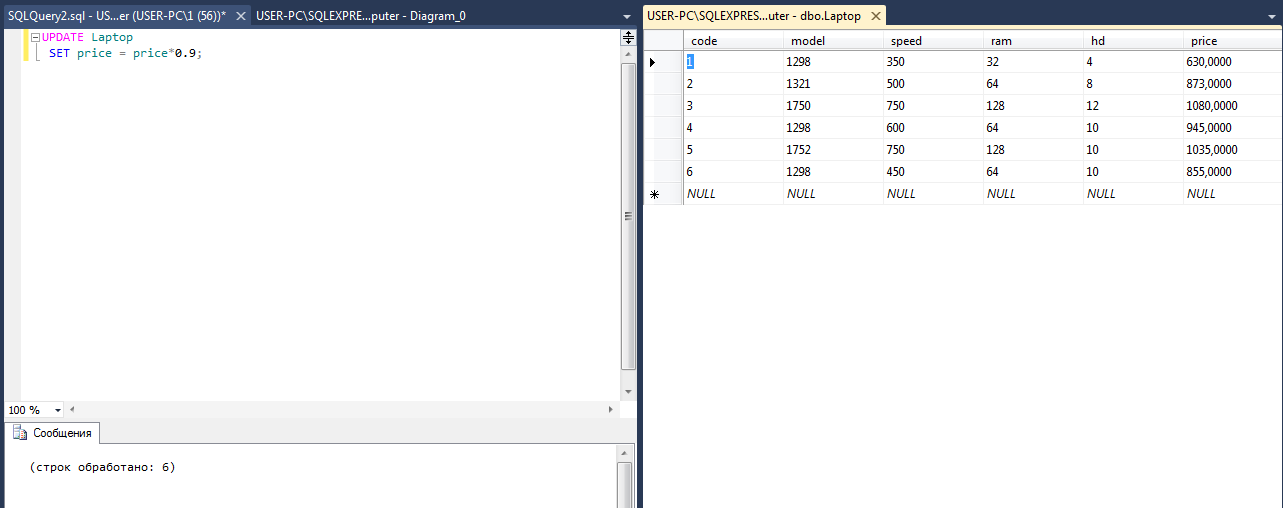 SQLQuery2.sql - US...er (USER-PC\1 (56))* USER-PC\SQLEXPRE...puter - Diagram_0
UPDATE Laptop
SET price = price*0.9;
100 %
Сообщения
(строк обработано: 6)
USER-PC\SQLEXPRES...uter - dbo.Laptop
code model speed ram hd price
1 1298 350 32 4 630,0000
2 1321 500 64 8 873,0000
3 1750 750 128 12 1080,0000
4 1298 600 64 10 945,0000
5 1752 750 128 10 1035,0000
6 1298 450 64 10 855,0000
NULL NULL NULL NULL NULL NULL